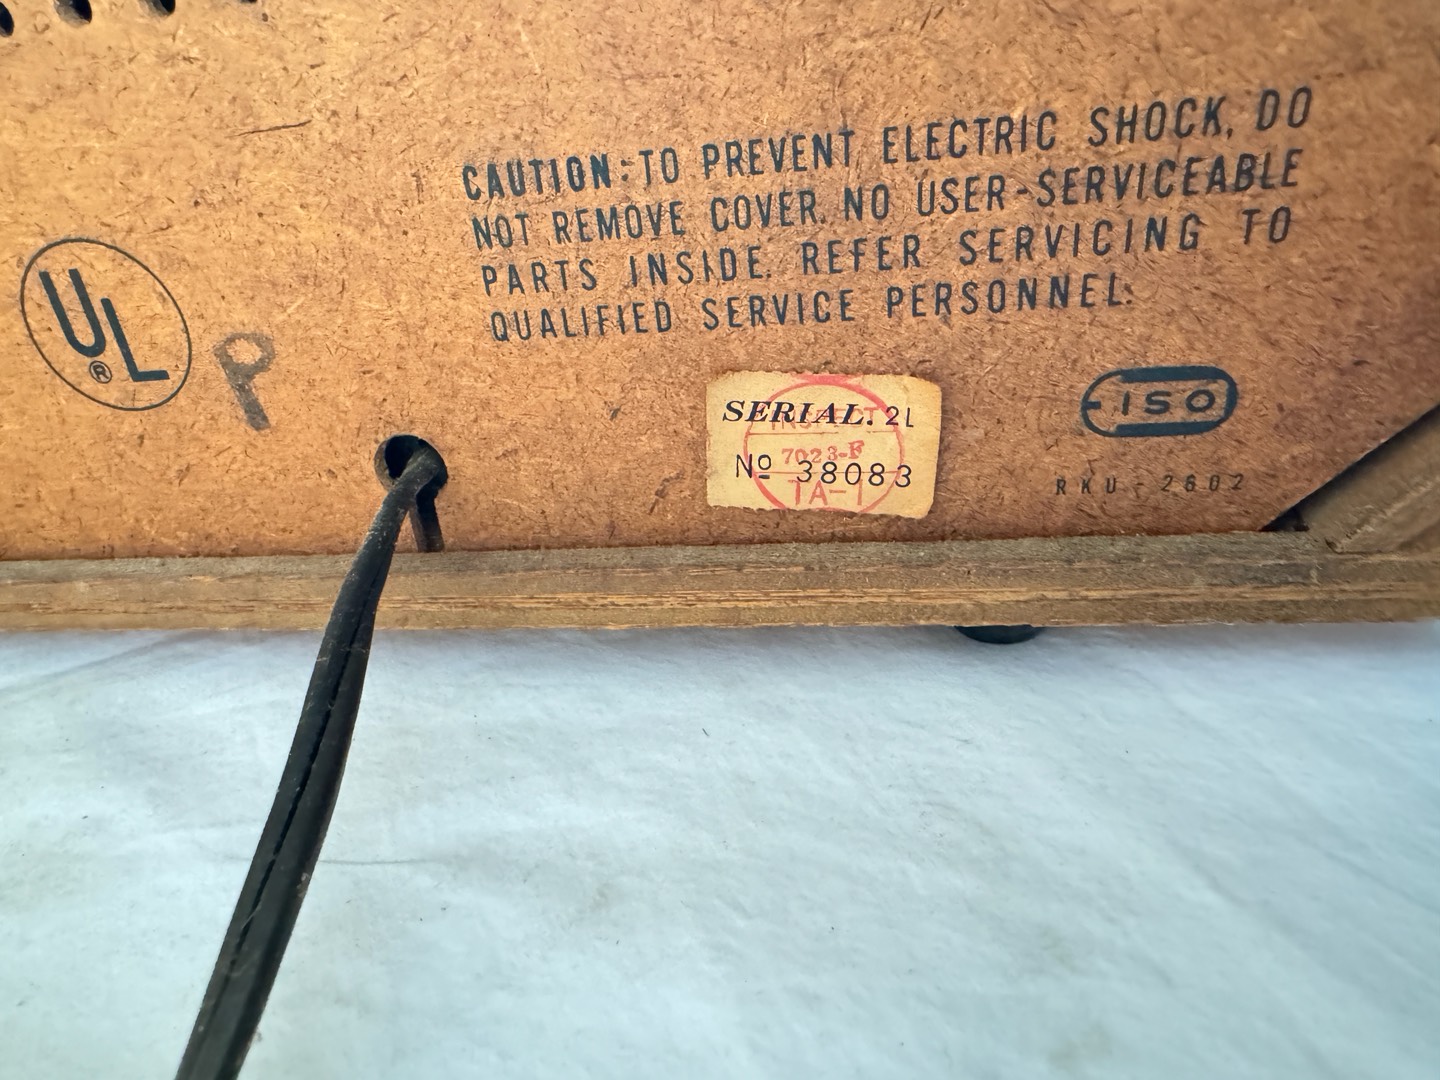 CAUTION: TO PREVENT ELECTRIC SHOCK, DO
NOT REMOVE COVER. NO USER-SERVICEABLE
PARTS INSIDE. REFER SERVICING TO
QUALIFIED SERVICE PERSONNEL.
UL
®
P
SERIAL. 2L
INSPECT
7023-F
Nº 38083
TA-1
ISO
RKU-2602